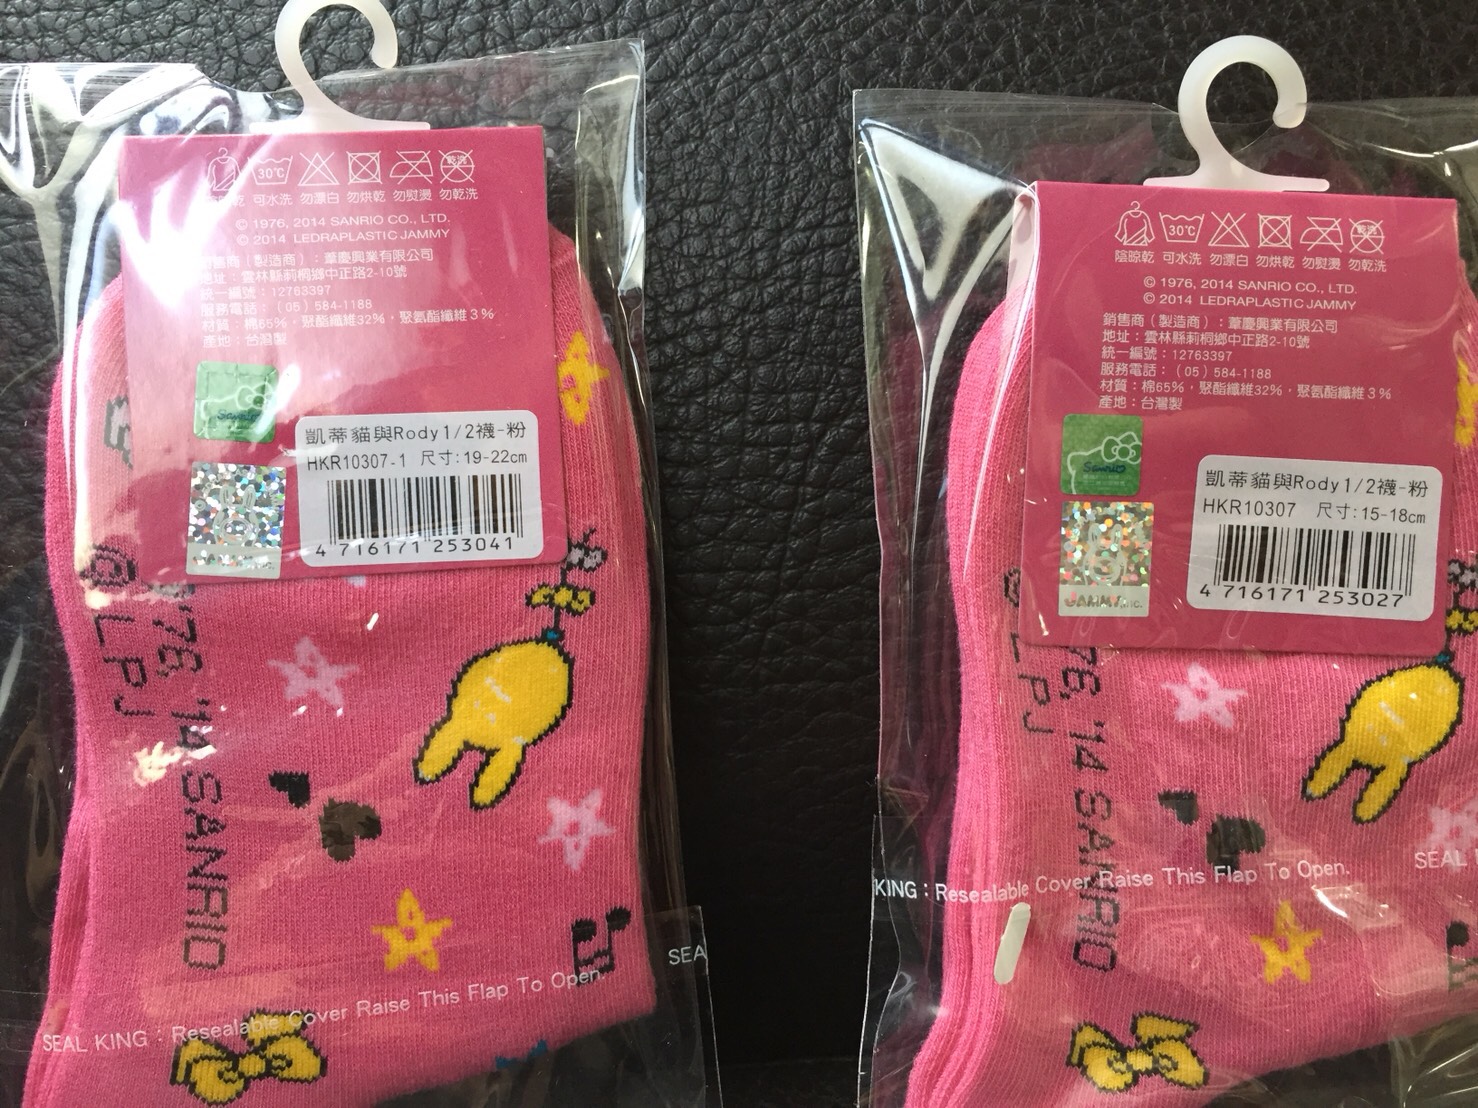 30℃ 乾洗
乾 可水洗 勿漂白 勿烘乾 勿熨燙 勿乾洗
© 1976, 2014 SANRIO CO., LTD.
© 2014 LEDRAPLASTIC JAMMY
售商（製造商）：葦慶興業有限公司
地址：雲林縣莿桐鄉中正路2-10號
統一編號：12763397
服務電話：（05）584-1188
材質：棉65%，聚酯纖維32%，聚氨酯纖維3%
產地：台灣製
Sanrio
凱蒂貓與Rody1/2襪-粉
HKR10307-1 尺寸:19-22cm
4 716171 253041
'76, '14 SANRIO
@LPJ
SEAL KING : Resealable Cover Raise This Flap To Open.
SEA
30℃ 乾洗
陰晾乾 可水洗 勿漂白 勿烘乾 勿熨燙 勿乾洗
© 1976, 2014 SANRIO CO., LTD.
© 2014 LEDRAPLASTIC JAMMY
銷售商（製造商）：葦慶興業有限公司
地址：雲林縣莿桐鄉中正路2-10號
統一編號：12763397
服務電話：（05）584-1188
材質：棉65%，聚酯纖維32%，聚氨酯纖維3%
產地：台灣製
Sanrio
JAMMY,Inc.
凱蒂貓與Rody1/2襪-粉
HKR10307 尺寸:15-18cm
4 716171 253027
76, '14 SANRIO
LPJ
KING : Resealable Cover Raise This Flap To Open.
SEAL